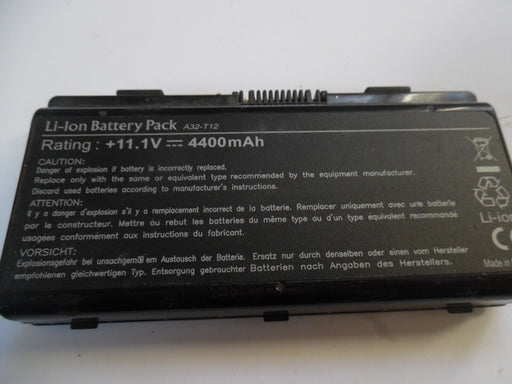 Li-Ion Battery Pack A32-T12
Rating : +11.1V 4400mAh
CAUTION:
Danger of explosion if battery is incorrectly replaced.
Replace only with the same or equivalent type recommended by the equipment manufacturer.
Discard used batteries according to manufacturer's instructions.
ATTENTION:
Il y a danger d'explosion s'il y a remplacement incorrect de la batterie. Remplacer uniquement avec une batterie
par le constructeur. Mettre au rebut les batteries du même type ou d'un type équivalent recommandé
usagées conformément aux instructions du fabricant.
VORSICHT:
Explosionsgefahr bei unsachgem em Austausch der Batterie. Ersatz nur durch denselben oder einen vom Hersteller
empfohlenen gleichwertigen Typ. Entsorgung gebrauchter Batterien nach Angaben des Herstellers.
Li-ion
CE
Made in